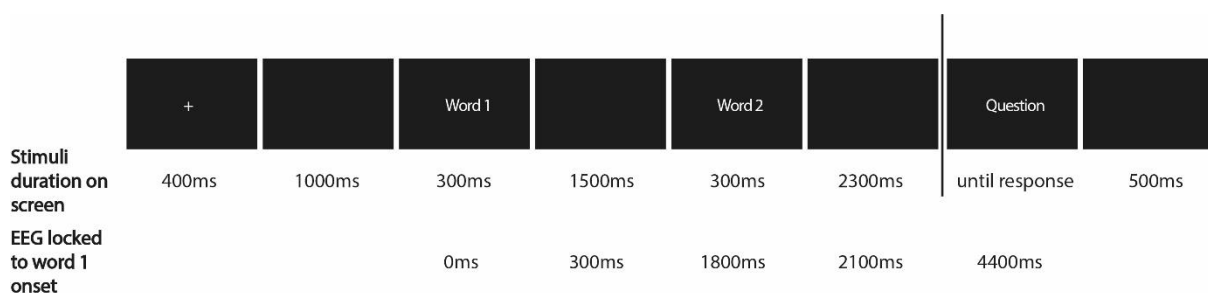 + Word 1 Word 2 Question
Stimuli
duration on 400ms 1000ms 300ms 1500ms 300ms 2300ms until response 500ms
screen
EEG locked
to word 1 0ms 300ms 1800ms 2100ms 4400ms
onset